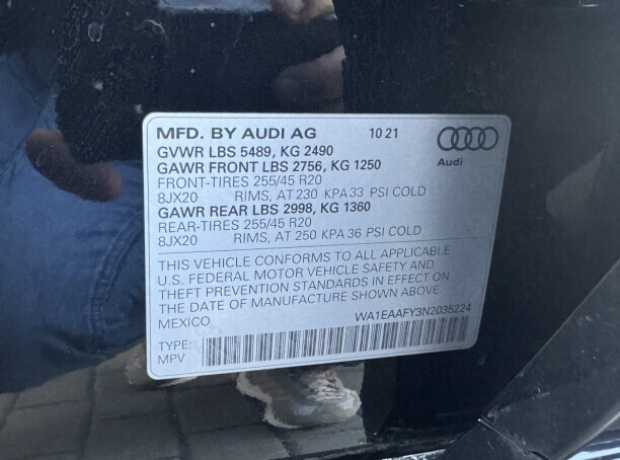 MFD. BY AUDI AG 10 21
Audi
GVWR LBS 5489, KG 2490
GAWR FRONT LBS 2756, KG 1250
FRONT-TIRES 255/45 R20
8JX20 RIMS, AT 230 KPA 33 PSI COLD
GAWR REAR LBS 2998, KG 1360
REAR-TIRES 255/45 R20
8JX20 RIMS, AT 250 KPA 36 PSI COLD
THIS VEHICLE CONFORMS TO ALL APPLICABLE
U.S. FEDERAL MOTOR VEHICLE SAFETY AND
THEFT PREVENTION STANDARDS IN EFFECT ON
THE DATE OF MANUFACTURE SHOWN ABOVE
MEXICO
WA1EAAFY3N2035224
TYPE:
MPV